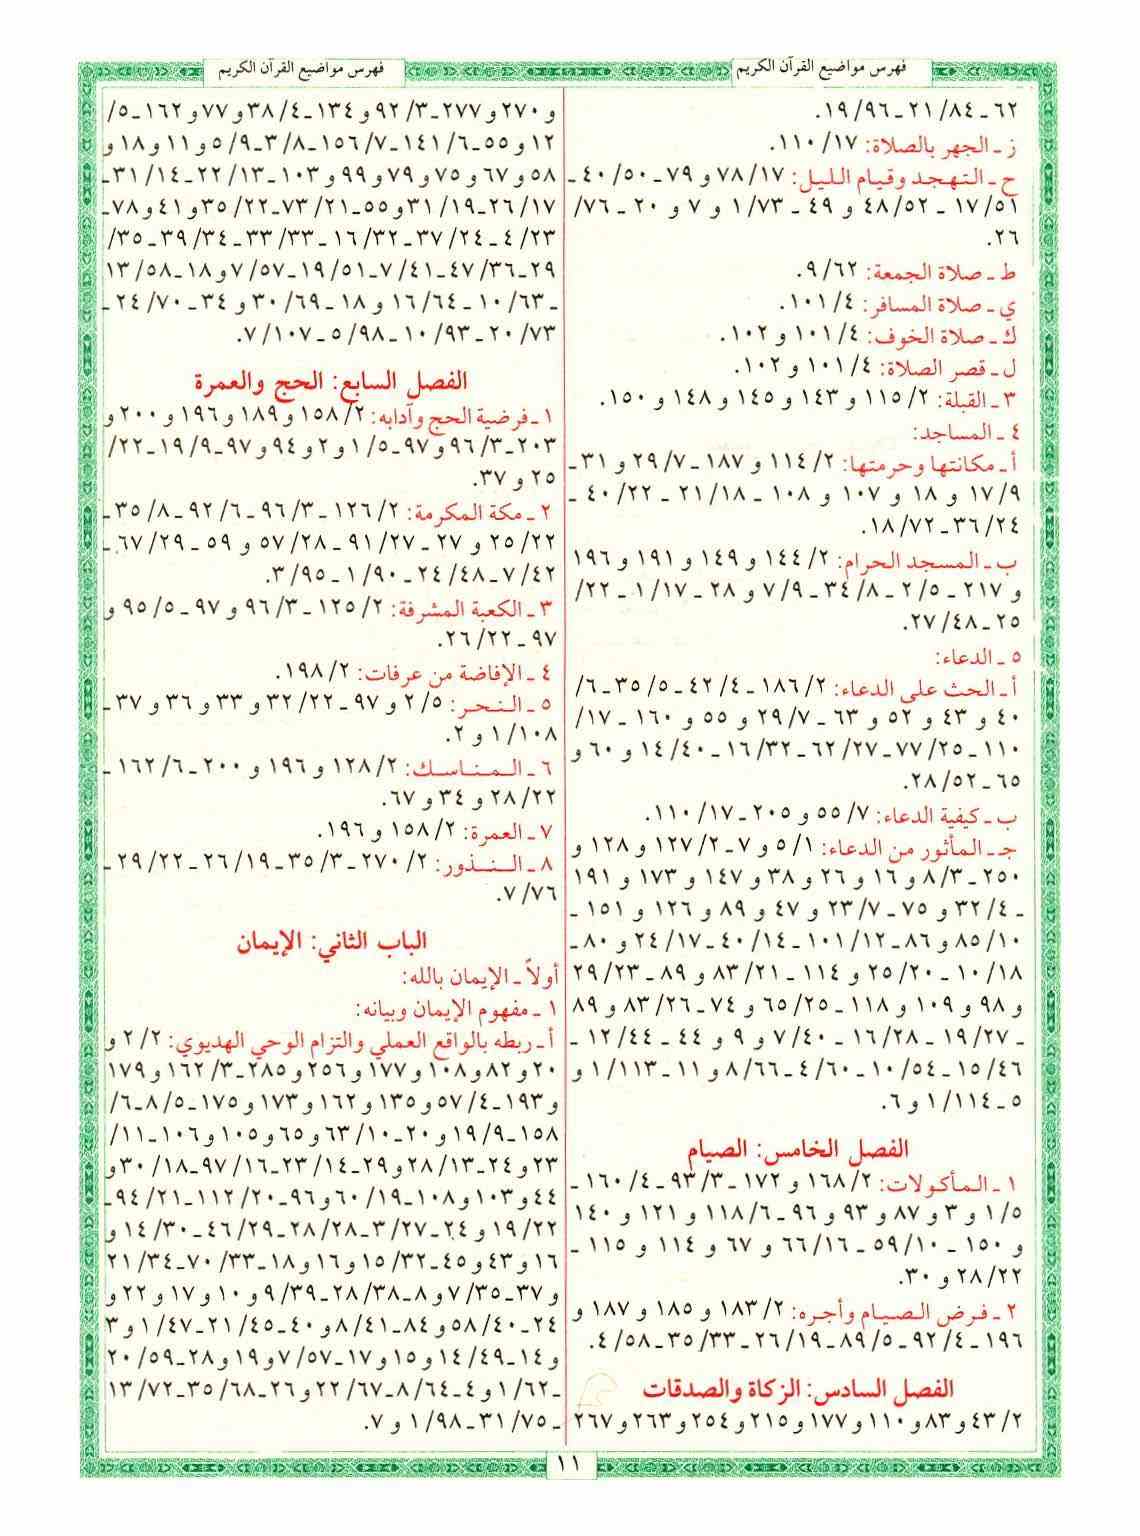 فهرس مواضيع القرآن الكريم
٦٢ ـ ٨٤/ ٢١ ـ ٩٦/ ١٩.
ز ـ الجهر بالصلاة: ١٧/ ١١٠.
ح ـ التهجد وقيام الليل: ١٧/ ٧٨ و ٧٩ ـ ٥٠/ ٤٠ ـ
٥١/ ١٧ ـ ٥٢/ ٤٨ و ٤٩ ـ ٧٣/ ١ و ٧ و ٢٠ ـ ٧٦/
٢٦.
ط ـ صلاة الجمعة: ٦٢/ ٩.
ي ـ صلاة المسافر: ٤/ ١٠١.
ك ـ صلاة الخوف: ٤/ ١٠١ و ١٠٢.
ل ـ قصر الصلاة: ٤/ ١٠١ و ١٠٢.
٣ ـ القبلة: ٢/ ١١٥ و ١٤٣ و ١٤٥ و ١٤٨ و ١٥٠.
٤ ـ المساجد:
أ ـ مكانتها وحرمتها: ٢/ ١١٤ و ١٨٧ ـ ٧/ ٢٩ و ٣١ ـ
٩/ ١٧ و ١٨ و ١٠٧ و ١٠٨ ـ ١٨/ ٢١ ـ ٢٢/ ٤٠ ـ
٢٤/ ٣٦ ـ ٧٢/ ١٨.
ب ـ المسجد الحرام: ٢/ ١٤٤ و ١٤٩ و ١٩١ و ١٩٦
و ٢١٧ ـ ٥/ ٢ ـ ٨/ ٣٤ ـ ٩/ ٧ و ٢٨ ـ ١٧/ ١ ـ ٢٢/
٢٥ ـ ٤٨/ ٢٧.
٥ ـ الدعاء:
أ ـ الحث على الدعاء: ٢/ ١٨٦ ـ ٤/ ٤٢ ـ ٥/ ٣٥ ـ ٦/
٤٠ و ٤٣ و ٥٢ و ٦٣ ـ ٧/ ٢٩ و ٥٥ و ١٦٠ ـ ١٧/
١١٠ ـ ٢٥/ ٧٧ ـ ٢٧/ ٦٢ ـ ٣٢/ ١٦ ـ ٤٠/ ١٤ و ٦٠ و
٦٥ ـ ٥٢/ ٢٨.
ب ـ كيفية الدعاء: ٧/ ٥٥ و ٢٠٥ ـ ١٧/ ١١٠.
جـ ـ المأثور من الدعاء: ١/ ٥ و ٧ ـ ٢/ ١٢٧ و ١٢٨ و
٢٥٠ ـ ٣/ ٨ و ١٦ و ٢٦ و ٣٨ و ١٤٧ و ١٧٣ و ١٩١
ـ ٤/ ٣٢ و ٧٥ ـ ٧/ ٢٣ و ٤٧ و ٨٩ و ١٢٦ و ١٥١ ـ
١٠/ ٨٥ و ٨٦ ـ ١٢/ ١٠١ ـ ١٤/ ٤٠ ـ ١٧/ ٢٤ و ٨٠ ـ
١٨/ ١٠ ـ ٢٠/ ٢٥ و ١١٤ ـ ٢١/ ٨٣ و ٨٩ ـ ٢٣/ ٢٩
و ٩٨ و ١٠٩ و ١١٨ ـ ٢٥/ ٦٥ و ٧٤ ـ ٢٦/ ٨٣ و ٨٩
ـ ٢٧/ ١٩ ـ ٢٨/ ١٦ ـ ٤٠/ ٧ و ٩ و ٤٤ ـ ٤٤/ ١٢ ـ
٤٦/ ١٥ ـ ٥٤/ ١٠ ـ ٦٠/ ٤ ـ ٦٦/ ٨ و ١١ ـ ١١٣/ ١ و
٥ ـ ١١٤/ ١ و ٦.
الفصل الخامس: الصيام
١ ـ المأكولات: ٢/ ١٦٨ و ١٧٢ ـ ٣/ ٩٣ ـ ٤/ ١٦٠ ـ
٥/ ١ و ٣ و ٨٧ و ٩٣ و ٩٦ ـ ٦/ ١١٨ و ١٢١ و ١٤٠
و ١٥٠ ـ ١٠/ ٥٩ ـ ١٦/ ٦٦ و ٦٧ و ١١٤ و ١١٥ ـ
٢٢/ ٢٨ و ٣٠.
٢ ـ فرض الصيام وأجره: ٢/ ١٨٣ و ١٨٥ و ١٨٧ و
١٩٦ ـ ٤/ ٩٢ ـ ٥/ ٨٩ ـ ١٩/ ٢٦ ـ ٣٣/ ٣٥ ـ ٥٨/ ٤.
الفصل السادس: الزكاة والصدقات
٢/ ٤٣ و ٨٣ و ١١٠ و ١٧٧ و ٢١٥ و ٢٥٤ و ٢٦٣ و ٢٦٧
فهرس مواضيع القرآن الكريم
و ٢٧٠ و ٢٧٧ ـ ٣/ ٩٢ و ١٣٤ ـ ٤/ ٣٨ و ٧٧ و ١٦٢ ـ ٥/
١٢ و ٥٥ ـ ٦/ ١٤١ ـ ٧/ ١٥٦ ـ ٨/ ٣ ـ ٩/ ٥ و ١١ و ١٨ و
٥٨ و ٦٧ و ٧٥ و ٧٩ و ٩٩ و ١٠٣ ـ ١٣/ ٢٢ ـ ١٤/ ٣١ ـ
١٧/ ٢٦ ـ ١٩/ ٣١ و ٥٥ ـ ٢١/ ٧٣ ـ ٢٢/ ٣٥ و ٤١ و ٧٨ ـ
٢٣/ ٤ ـ ٢٤/ ٣٧ ـ ٣٢/ ١٦ ـ ٣٣/ ٣٣ ـ ٣٤/ ٣٩ ـ ٣٥/
٢٩ ـ ٣٦/ ٤٧ ـ ٤١/ ٧ ـ ٥١/ ١٩ ـ ٥٧/ ٧ و ١٨ ـ ٥٨/ ١٣
ـ ٦٣/ ١٠ ـ ٦٤/ ١٦ و ١٨ ـ ٦٩/ ٣٠ و ٣٤ ـ ٧٠/ ٢٤ ـ
٧٣/ ٢٠ ـ ٩٣/ ١٠ ـ ٩٨/ ٥ ـ ١٠٧/ ٧.
الفصل السابع: الحج والعمرة
١ ـ فرضية الحج وآدابه: ٢/ ١٥٨ و ١٨٩ و ١٩٦ و ٢٠٠ و
٢٠٣ ـ ٣/ ٩٦ و ٩٧ ـ ٥/ ١ و ٢ و ٩٤ و ٩٧ ـ ٩/ ١٩ ـ ٢٢/
٢٥ و ٣٧.
٢ ـ مكة المكرمة: ٢/ ١٢٦ ـ ٣/ ٩٦ ـ ٦/ ٩٢ ـ ٨/ ٣٥ ـ
٢٢/ ٢٥ و ٢٧ ـ ٢٧/ ٩١ ـ ٢٨/ ٥٧ و ٥٩ ـ ٢٩/ ٦٧ ـ
٤٢/ ٧ ـ ٤٨/ ٢٤ ـ ٩٠/ ١ ـ ٩٥/ ٣.
٣ ـ الكعبة المشرفة: ٢/ ١٢٥ ـ ٣/ ٩٦ و ٩٧ ـ ٥/ ٩٥ و
٩٧ ـ ٢٢/ ٢٦.
٤ ـ الإفاضة من عرفات: ٢/ ١٩٨.
٥ ـ النحر: ٥/ ٢ و ٩٧ ـ ٢٢/ ٣٢ و ٣٣ و ٣٦ و ٣٧ ـ
١٠٨/ ١ و ٢.
٦ ـ المناسك: ٢/ ١٢٨ و ١٩٦ و ٢٠٠ ـ ٦/ ١٦٢ ـ
٢٢/ ٢٨ و ٣٤ و ٦٧.
٧ ـ العمرة: ٢/ ١٥٨ و ١٩٦.
٨ ـ النذور: ٢/ ٢٧٠ ـ ٣/ ٣٥ ـ ١٩/ ٢٦ ـ ٢٢/ ٢٩ ـ
٧٦/ ٧.
الباب الثاني: الإيمان
أولاً ـ الإيمان بالله:
١ ـ مفهوم الإيمان وبيانه:
أ ـ ربطه بالواقع العملي والتزام الوحي الهديوي: ٢/ ٢ و
٢٠ و ٨٢ و ١٠٨ و ١٧٧ و ٢٥٦ و ٢٨٥ ـ ٣/ ١٦٢ و ١٧٩
و ١٩٣ ـ ٤/ ٥٧ و ١٣٥ و ١٦٢ و ١٧٣ و ١٧٥ ـ ٥/ ٨ ـ ٦/
١٥٨ ـ ٩/ ١٩ و ٢٠ ـ ١٠/ ٦٣ و ٦٥ و ١٠٥ و ١٠٦ ـ ١١/
٢٣ و ٢٤ ـ ١٣/ ٢٨ و ٢٩ ـ ١٤/ ٢٣ ـ ١٦/ ٩٧ ـ ١٨/ ٣٠ و
٤٤ و ١٠٣ و ١٠٨ ـ ١٩/ ٦٠ و ٩٦ ـ ٢٠/ ١١٢ ـ ٢١/ ٩٤ ـ
٢٢/ ١٩ و ٢٤ ـ ٢٧/ ٣ ـ ٢٨/ ٢٨ ـ ٢٩/ ٤٦ ـ ٣٠/ ١٤ و
١٦ و ٤٣ و ٤٥ ـ ٣٢/ ١٥ و ١٦ و ١٨ ـ ٣٣/ ٧٠ ـ ٣٤/ ٢١
و ٣٧ ـ ٣٥/ ٧ و ٨ ـ ٣٨/ ٢٨ ـ ٣٩/ ٩ و ١٠ و ١٧ و ٢٢ و
٢٤ ـ ٤٠/ ٥٨ و ٨٤ ـ ٤١/ ٨ و ٤٠ ـ ٤٥/ ٢١ ـ ٤٧/ ١ و ٣
و ١٤ ـ ٤٩/ ١٤ و ١٥ و ١٧ ـ ٥٧/ ٧ و ١٩ و ٢٨ ـ ٥٩/ ٢٠
ـ ٦٢/ ١ و ٤ ـ ٦٤/ ٨ ـ ٦٧/ ٢٢ و ٢٦ ـ ٦٨/ ٣٥ ـ ٧٢/ ١٣
ـ ٧٥/ ٣١ ـ ٩٨/ ١ و ٧.
١١